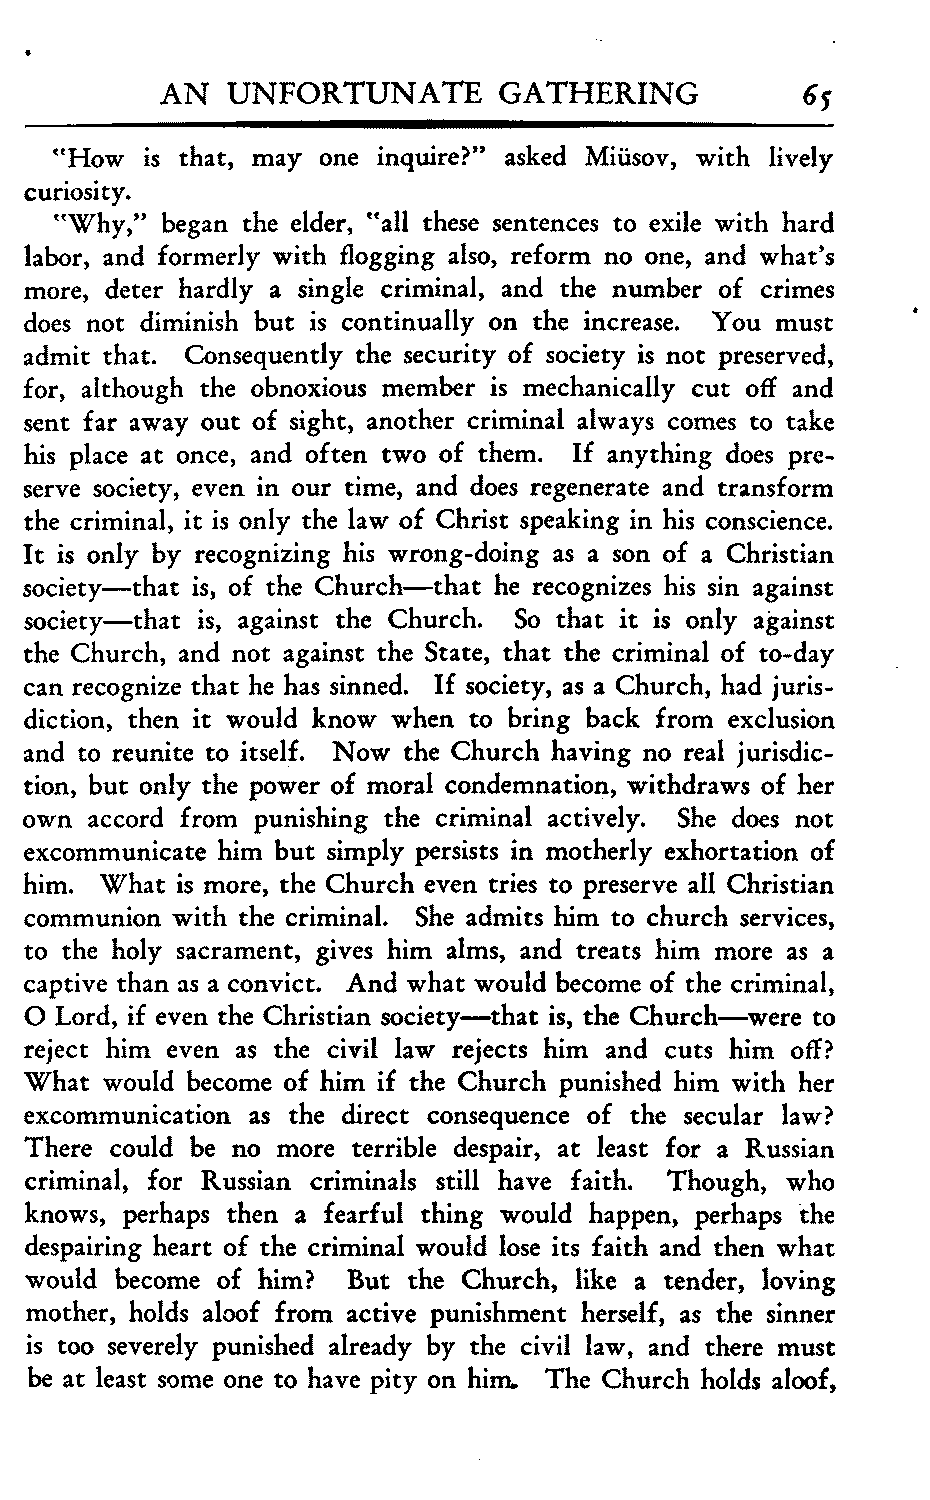 AN UNFORTUNATE GATHERING 65
"How is that, may one inquire?" asked Miüsov, with lively
curiosity.
"Why," began the elder, "all these sentences to exile with hard
labor, and formerly with flogging also, reform no one, and what's
more, deter hardly a single criminal, and the number of crimes
does not diminish but is continually on the increase. You must
admit that. Consequently the security of society is not preserved,
for, although the obnoxious member is mechanically cut off and
sent far away out of sight, another criminal always comes to take
his place at once, and often two of them. If anything does pre-
serve society, even in our time, and does regenerate and transform
the criminal, it is only the law of Christ speaking in his conscience.
It is only by recognizing his wrong-doing as a son of a Christian
society—that is, of the Church—that he recognizes his sin against
society—that is, against the Church. So that it is only against
the Church, and not against the State, that the criminal of to-day
can recognize that he has sinned. If society, as a Church, had juris-
diction, then it would know when to bring back from exclusion
and to reunite to itself. Now the Church having no real jurisdic-
tion, but only the power of moral condemnation, withdraws of her
own accord from punishing the criminal actively. She does not
excommunicate him but simply persists in motherly exhortation of
him. What is more, the Church even tries to preserve all Christian
communion with the criminal. She admits him to church services,
to the holy sacrament, gives him alms, and treats him more as a
captive than as a convict. And what would become of the criminal,
O Lord, if even the Christian society—that is, the Church—were to
reject him even as the civil law rejects him and cuts him off?
What would become of him if the Church punished him with her
excommunication as the direct consequence of the secular law?
There could be no more terrible despair, at least for a Russian
criminal, for Russian criminals still have faith. Though, who
knows, perhaps then a fearful thing would happen, perhaps the
despairing heart of the criminal would lose its faith and then what
would become of him? But the Church, like a tender, loving
mother, holds aloof from active punishment herself, as the sinner
is too severely punished already by the civil law, and there must
be at least some one to have pity on him. The Church holds aloof,